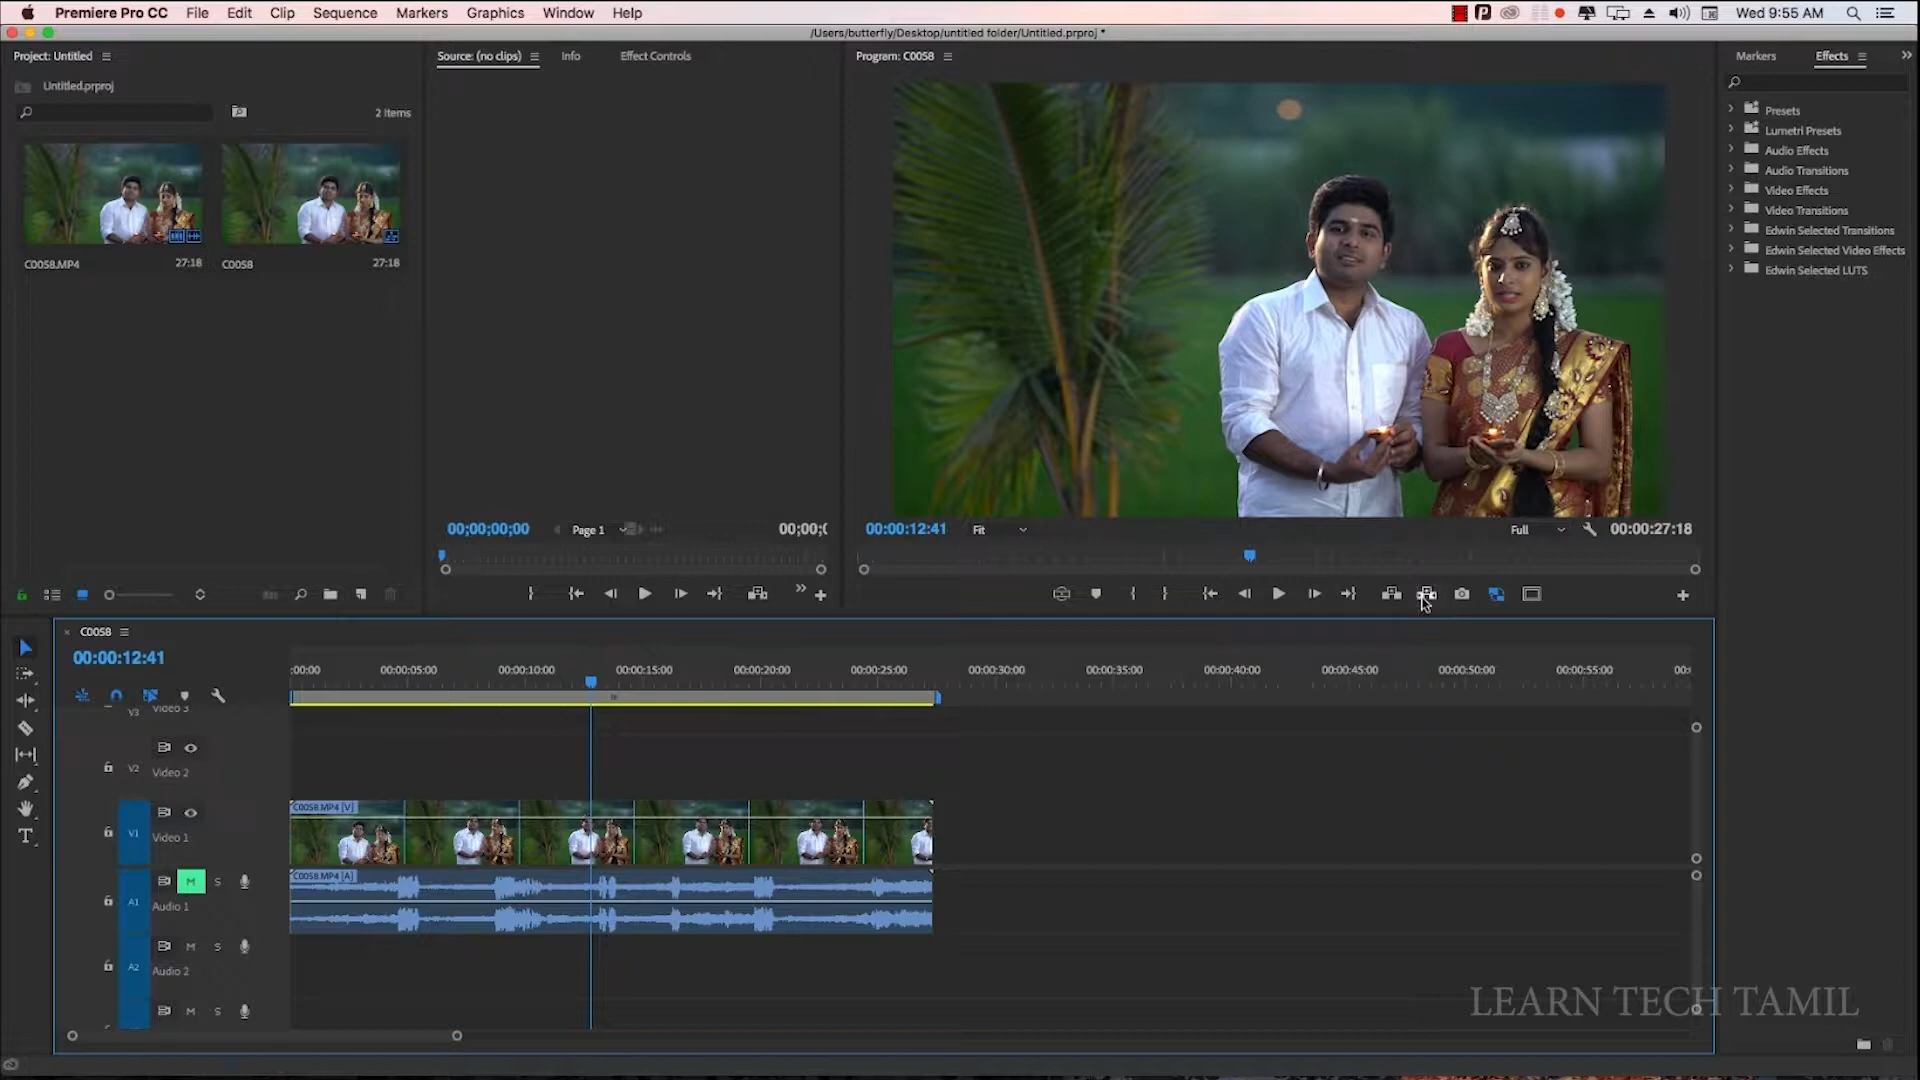 Premiere Pro CC File Edit Clip Sequence Markers Graphics Window Help
Wed 9:55 AM
/Users/butterfly/Desktop/untitled folder/Untitled.prproj *
Project: Untitled
Source: (no clips) Info Effect Controls
Program: C0058
Markers Effects
Untitled.prproj
2 Items
C0058.MP4 27:18
C0058 27:18
Presets
Lumetri Presets
Audio Effects
Audio Transitions
Video Effects
Video Transitions
Edwin Selected Transitions
Edwin Selected Video Effects
Edwin Selected LUTS
00;00;00;00 Page 1 00;00;0
00:00:12:41 Fit Full 00:00:27:18
C0058
00:00:12:41
:00:00 00:00:05:00 00:00:10:00 00:00:15:00 00:00:20:00 00:00:25:00 00:00:30:00 00:00:35:00 00:00:40:00 00:00:45:00 00:00:50:00 00:00:55:00 00:
V3 Video 3
V2 Video 2
C0058.MP4 [V]
V1 Video 1
C0058.MP4 [A]
M S
A1 Audio 1
M S
A2 Audio 2
M S
LEARN TECH TAMIL